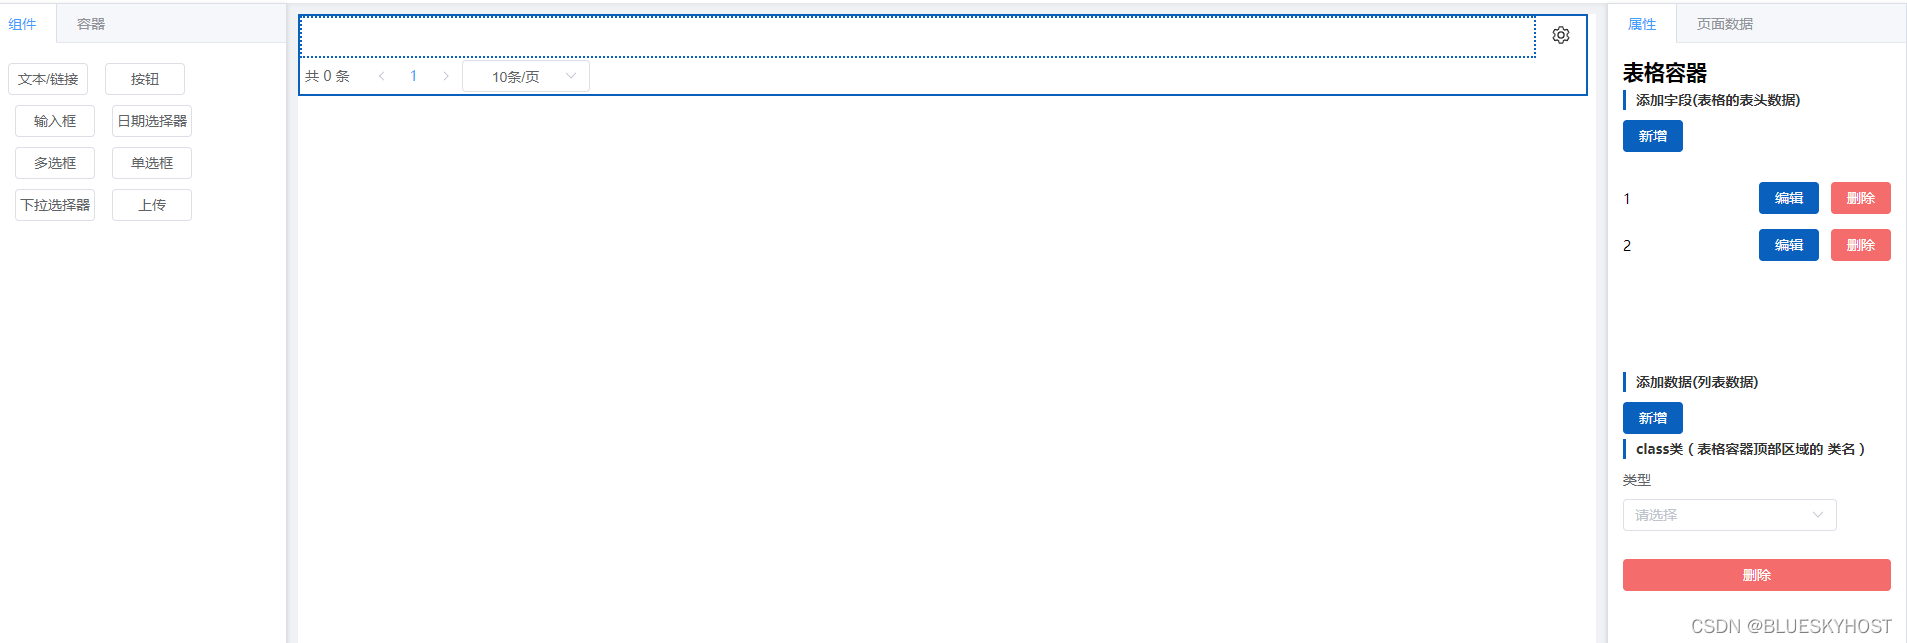 组件 容器
文本/链接 按钮
输入框 日期选择器
多选框 单选框
下拉选择器 上传
共 0 条 1 10条/页
属性 页面数据
表格容器
添加字段(表格的表头数据)
新增
1 编辑 删除
2 编辑 删除
添加数据(列表数据)
新增
class类（表格容器顶部区域的 类名）
类型
请选择
删除
CSDN @BLUESKYHOST